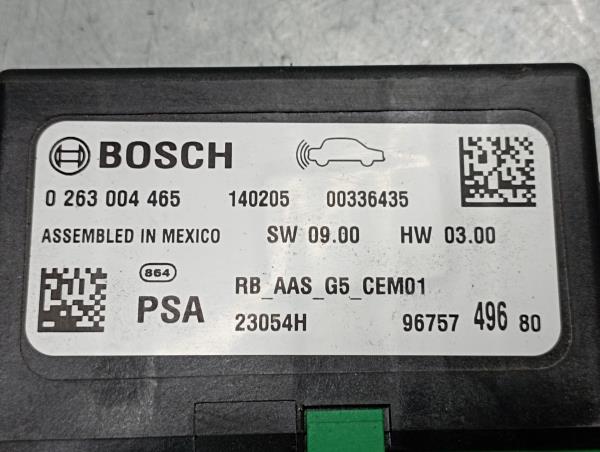 BOSCH
0 263 004 465 140205 00336435
ASSEMBLED IN MEXICO SW 09.00 HW 03.00
864 RB_AAS_G5_CEM01
PSA 23054H 96757 496 80